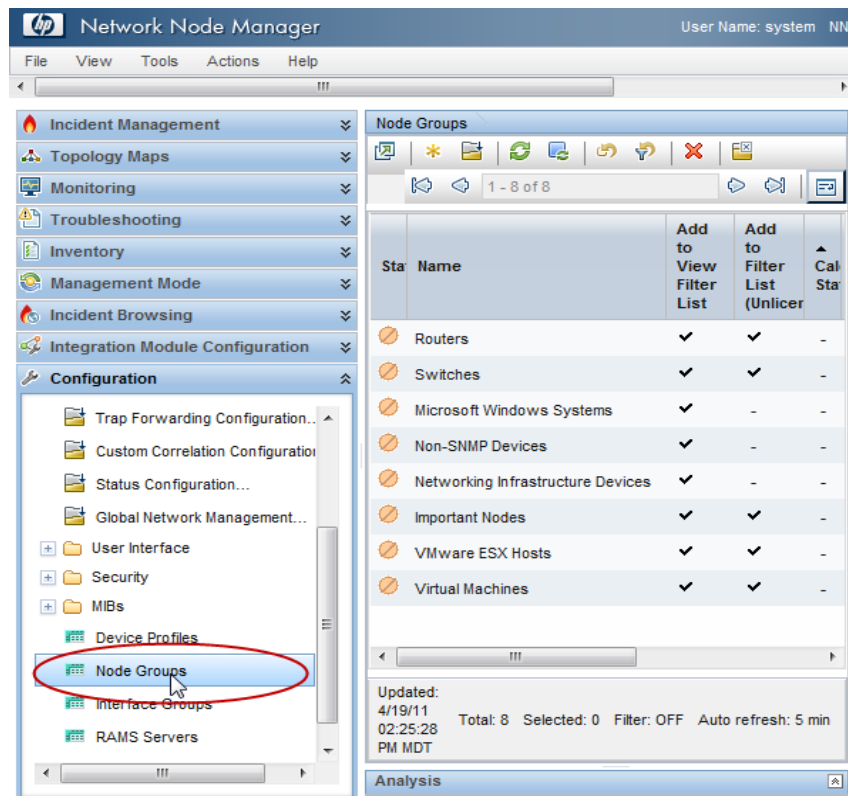 hp Network Node Manager User Name: system NN
File View Tools Actions Help
Incident Management
Topology Maps
Monitoring
Troubleshooting
Inventory
Management Mode
Incident Browsing
Integration Module Configuration
Configuration
Trap Forwarding Configuration..
Custom Correlation Configuration
Status Configuration...
Global Network Management...
User Interface
Security
MIBs
Device Profiles
Node Groups
Interface Groups
RAMS Servers
Node Groups
1 - 8 of 8
Sta Name Add to View Filter List Add to Filter List (Unlicen Calc Stat
Routers -
Switches -
Microsoft Windows Systems - -
Non-SNMP Devices - -
Networking Infrastructure Devices - -
Important Nodes -
VMware ESX Hosts -
Virtual Machines -
Updated:
4/19/11
02:25:28
PM MDT
Total: 8 Selected: 0 Filter: OFF Auto refresh: 5 min
Analysis